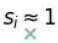 sᵢ ≈ 1
×